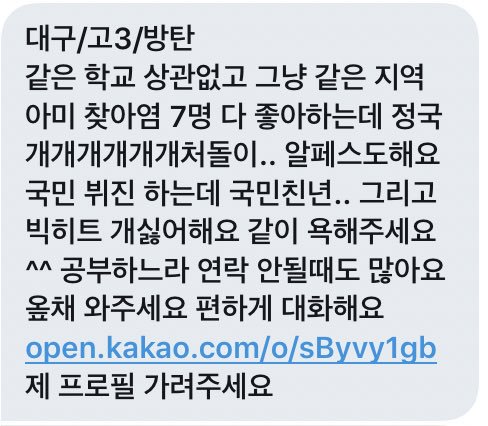 대구/고3/방탄
같은 학교 상관없고 그냥 같은 지역
아미 찾아염 7명 다 좋아하는데 정국
개개개개개개처돌이.. 알페스도해요
국민 뷔진 하는데 국민친년.. 그리고
빅히트 개싫어해요 같이 욕해주세요
^^ 공부하느라 연락 안될때도 많아요
옾채 와주세요 편하게 대화해요
open.kakao.com/o/sByvy1gb
제 프로필 가려주세요